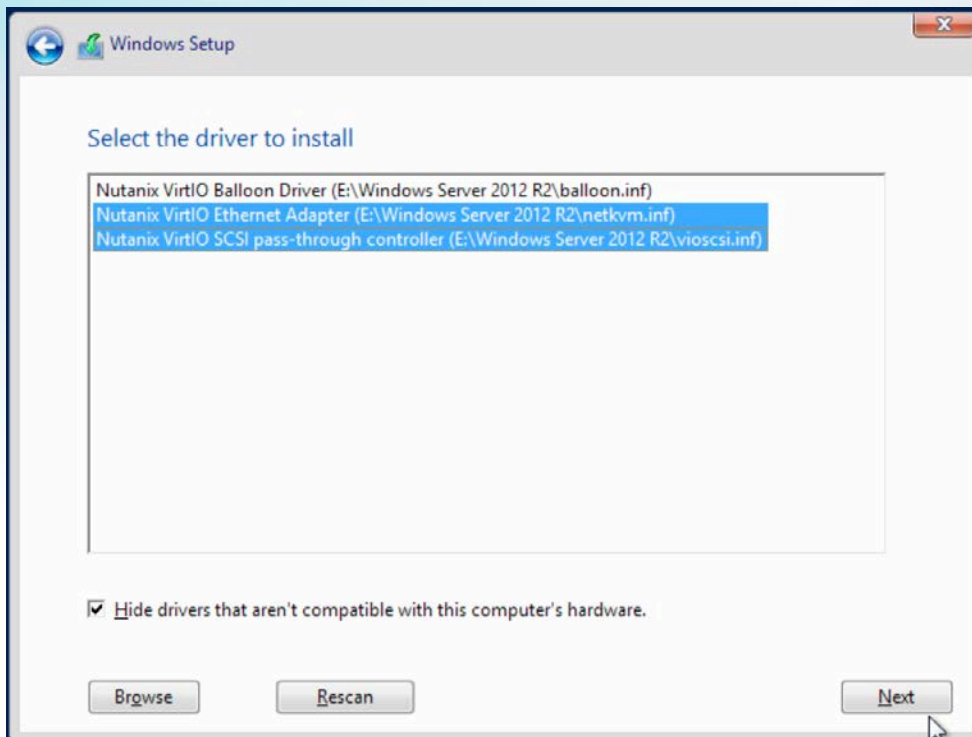 Windows Setup
Select the driver to install
Nutanix VirtIO Balloon Driver (E:\Windows Server 2012 R2\balloon.inf)
Nutanix VirtIO Ethernet Adapter (E:\Windows Server 2012 R2\netkvm.inf)
Nutanix VirtIO SCSI pass-through controller (E:\Windows Server 2012 R2\vioscsi.inf)
Hide drivers that aren't compatible with this computer's hardware.
Browse Rescan Next